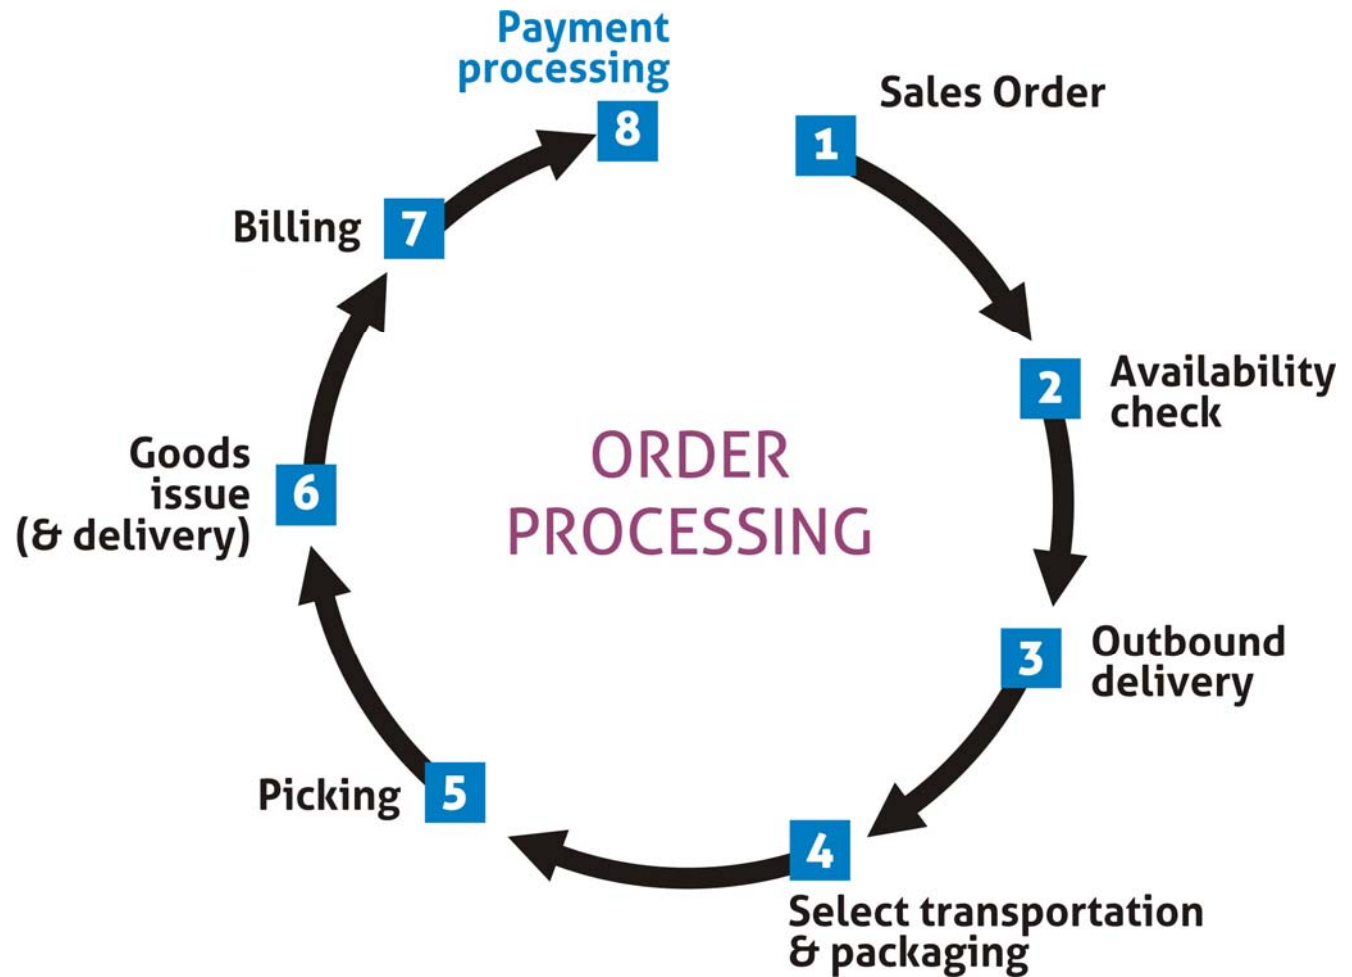 ORDER
PROCESSING
1
Sales Order
2
Availability
check
3
Outbound
delivery
4
Select transportation
& packaging
5
Picking
6
Goods
issue
(& delivery)
7
Billing
8
Payment
processing